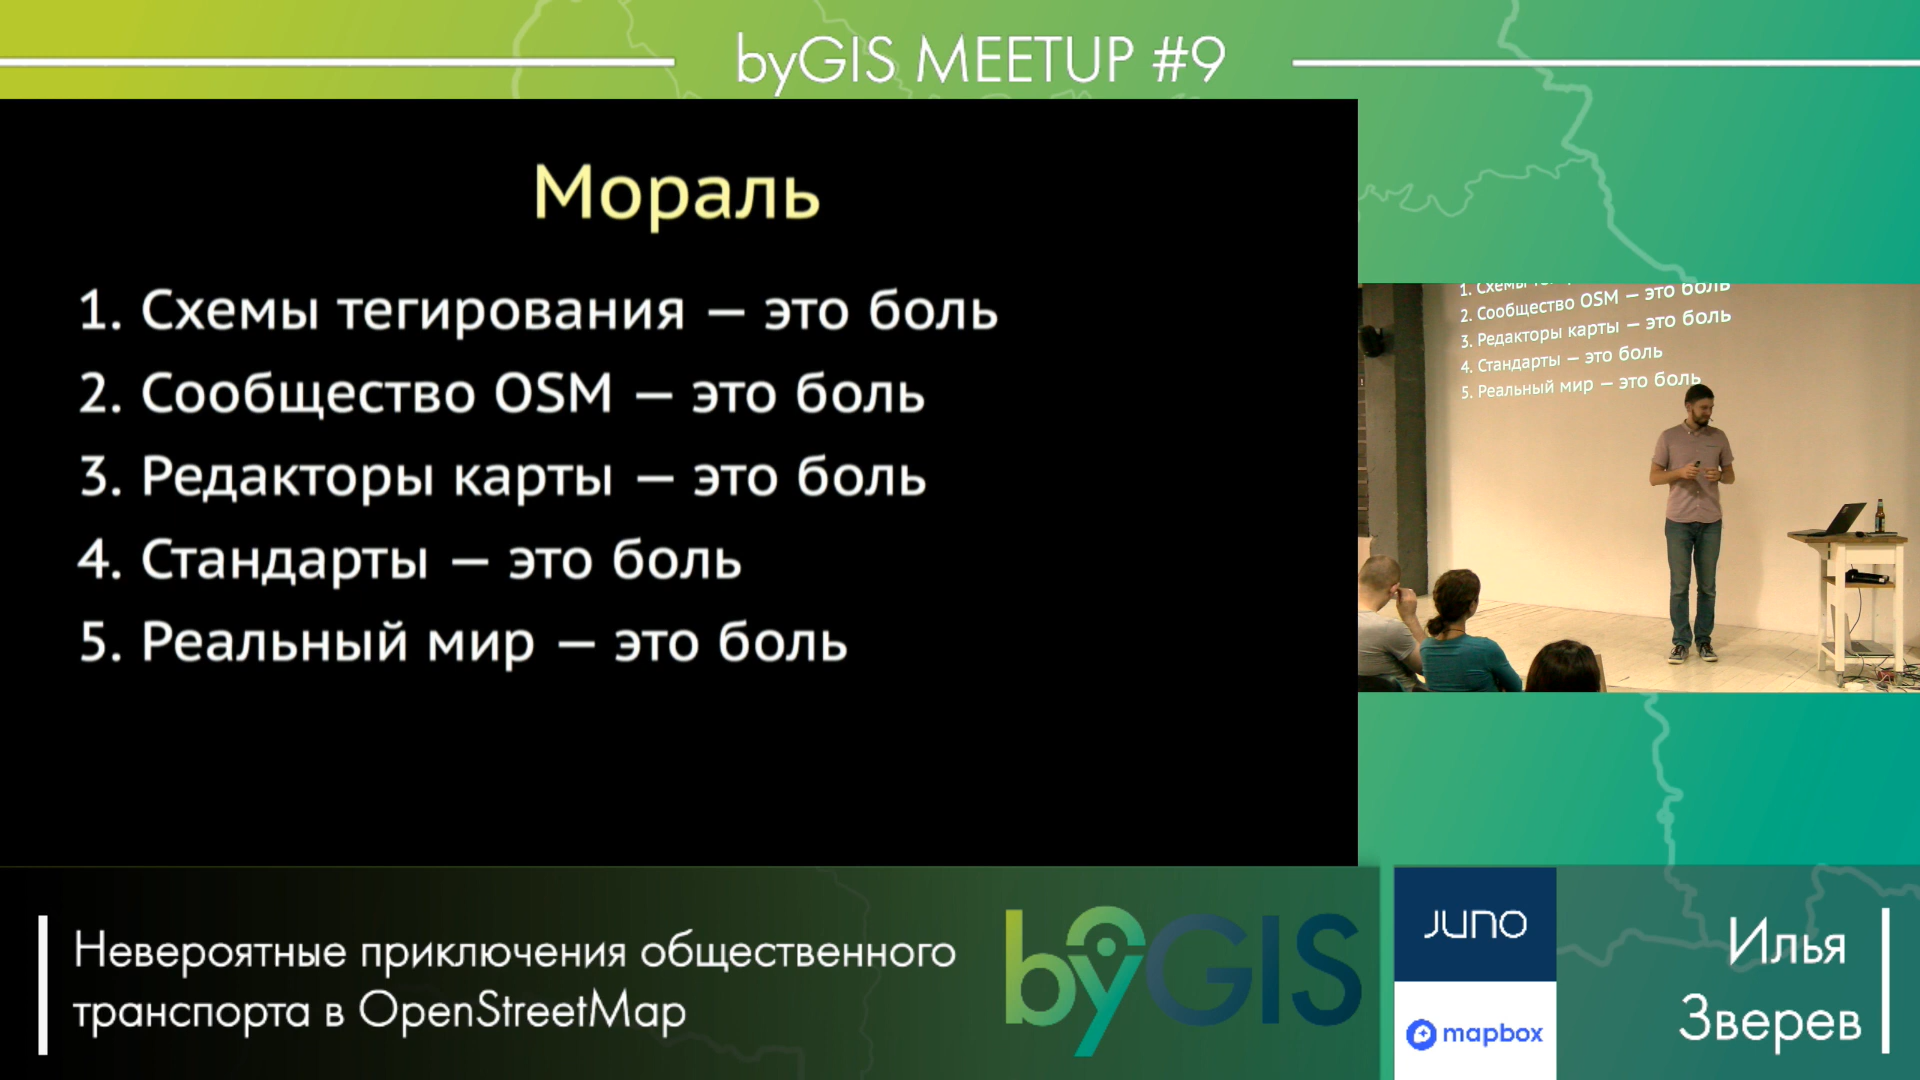 byGIS MEETUP #9
Мораль
1. Схемы тегирования — это боль
2. Сообщество OSM — это боль
3. Редакторы карты — это боль
4. Стандарты — это боль
5. Реальный мир — это боль
1. Схемы
2. Сообщество OSM — это боль
3. Редакторы карты — это боль
4. Стандарты — это боль
5. Реальный мир — это боль
Невероятные приключения общественного
транспорта в OpenStreetMap
byGIS
JUNO
mapbox
Илья
Зверев